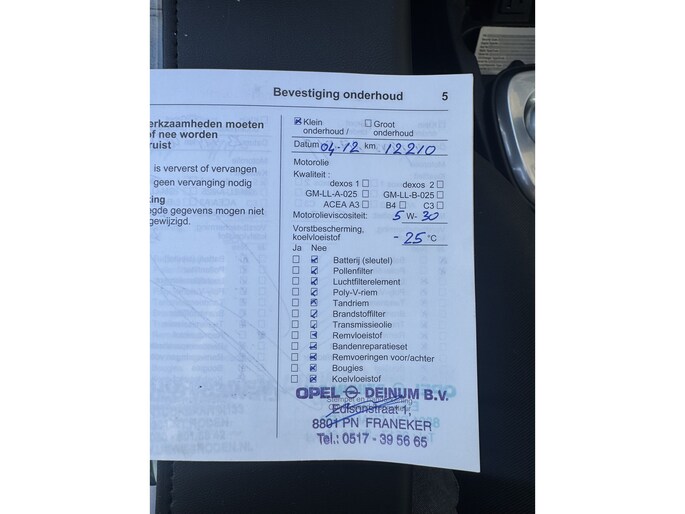 Bevestiging onderhoud 5
erkzaamheden moeten
of nee worden
ruist
is ververst of vervangen
geen vervanging nodig
king
egde gegevens mogen niet
gewijzigd.
Klein onderhoud / Groot onderhoud
Datum 04-12 km. 12210
Motorolie
Kwaliteit :
dexos 1 dexos 2
GM-LL-A-025 GM-LL-B-025
ACEA A3 B4 C3
Motorolieviscositeit: 5 W- 30
Vorstbescherming,
koelvloeistof - 25 °C
Ja Nee
Batterij (sleutel)
Pollenfilter
Luchtfilterelement
Poly-V-riem
Tandriem
Brandstoffilter
Transmissieolie
Remvloeistof
Bandenreparatieset
Remvoeringen voor/achter
Bougies
Koelvloeistof
OPEL DEINUM B.V.
Edisonstraat 1,
8801 PN FRANEKER
Tel.: 0517 - 39 56 65